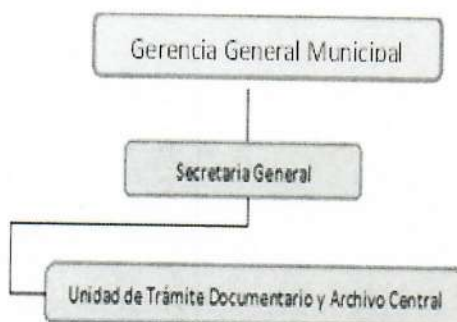 Gerencia General Municipal
Secretaria General
Unidad de Trámite Documentario y Archivo Central